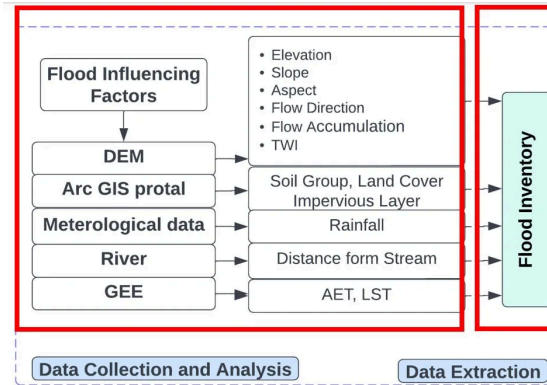 Flood Influencing
Factors
DEM
Arc GIS protal
Meterological data
River
GEE
• Elevation
• Slope
• Aspect
• Flow Direction
• Flow Accumulation
• TWI
Soil Group, Land Cover
Impervious Layer
Rainfall
Distance form Stream
AET, LST
Flood Inventory
Data Collection and Analysis
Data Extraction